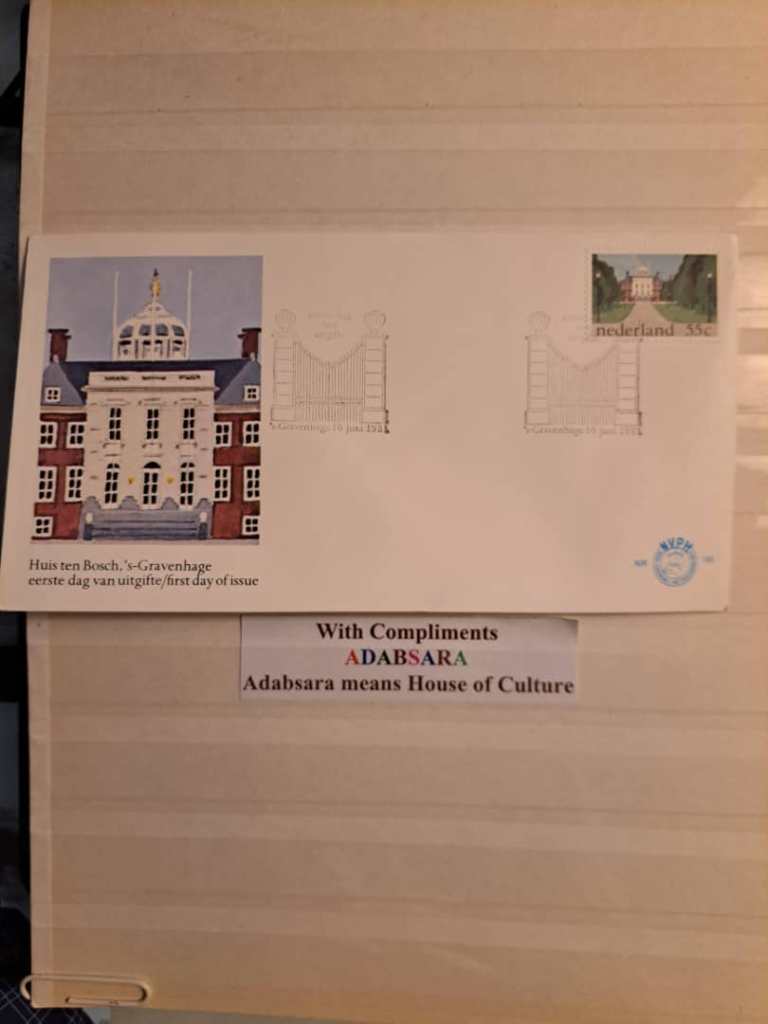 nederland 55c
's-Gravenhage, 16 juni 1981
's-Gravenhage, 16 juni 1981
NVPH
Huis ten Bosch, 's-Gravenhage
eerste dag van uitgifte/first day of issue
With Compliments
ADABSARA
Adabsara means House of Culture